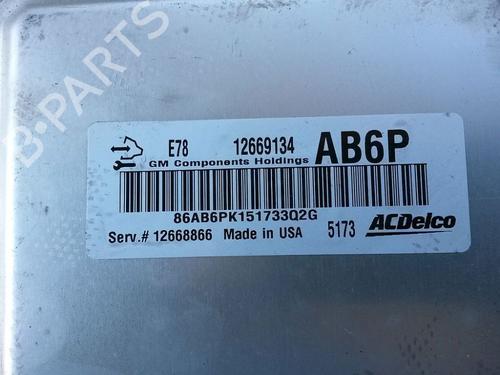 B-PARTS
E78 12669134 AB6P
GM Components Holdings
86AB6PK151733Q2G
Serv.# 12668866 Made in USA 5173 ACDelco